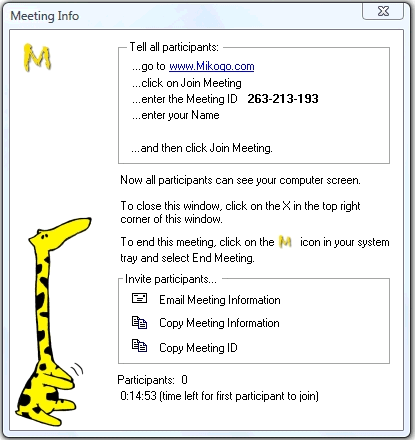 Meeting Info
M
Tell all participants:
...go to www.Mikogo.com
...click on Join Meeting
...enter the Meeting ID 263-213-193
...enter your Name
...and then click Join Meeting.
Now all participants can see your computer screen.
To close this window, click on the X in the top right
corner of this window.
To end this meeting, click on the M icon in your system
tray and select End Meeting.
Invite participants...
Email Meeting Information
Copy Meeting Information
Copy Meeting ID
Participants: 0
0:14:53 (time left for first participant to join)